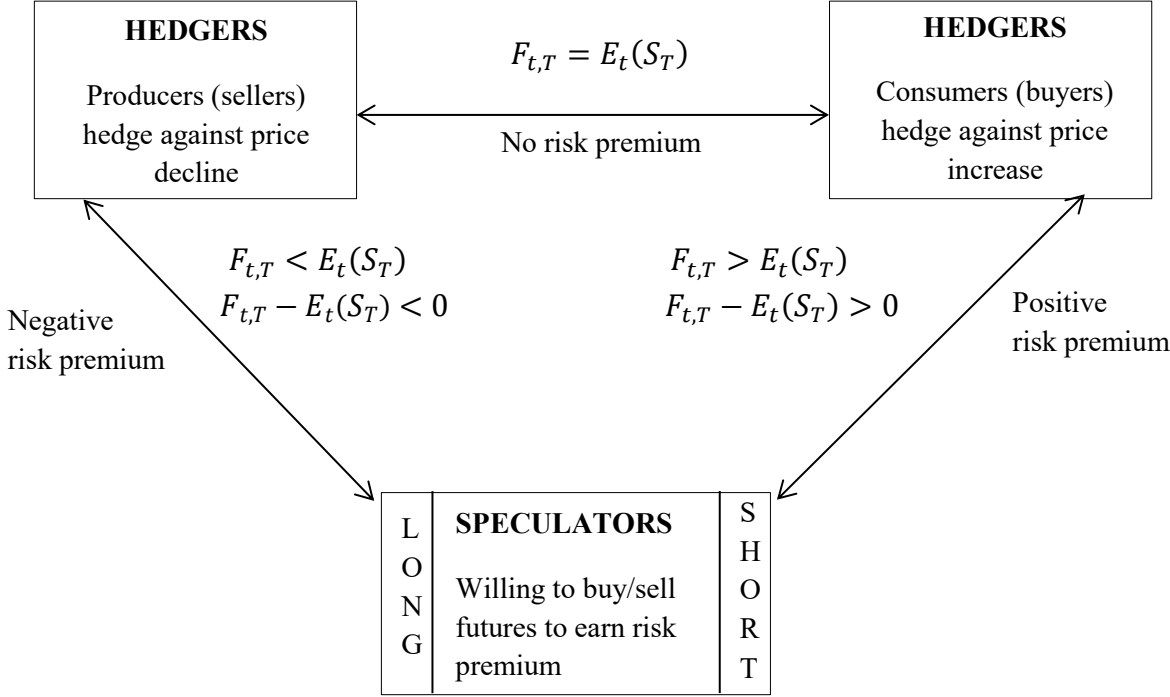 HEDGERS
Producers (sellers)
hedge against price
decline
F_{t,T} = E_t(S_T)
No risk premium
HEDGERS
Consumers (buyers)
hedge against price
increase
F_{t,T} < E_t(S_T)
F_{t,T} − E_t(S_T) < 0
Negative
risk premium
F_{t,T} > E_t(S_T)
F_{t,T} − E_t(S_T) > 0
Positive
risk premium
LONG
SPECULATORS
Willing to buy/sell
futures to earn risk
premium
SHORT